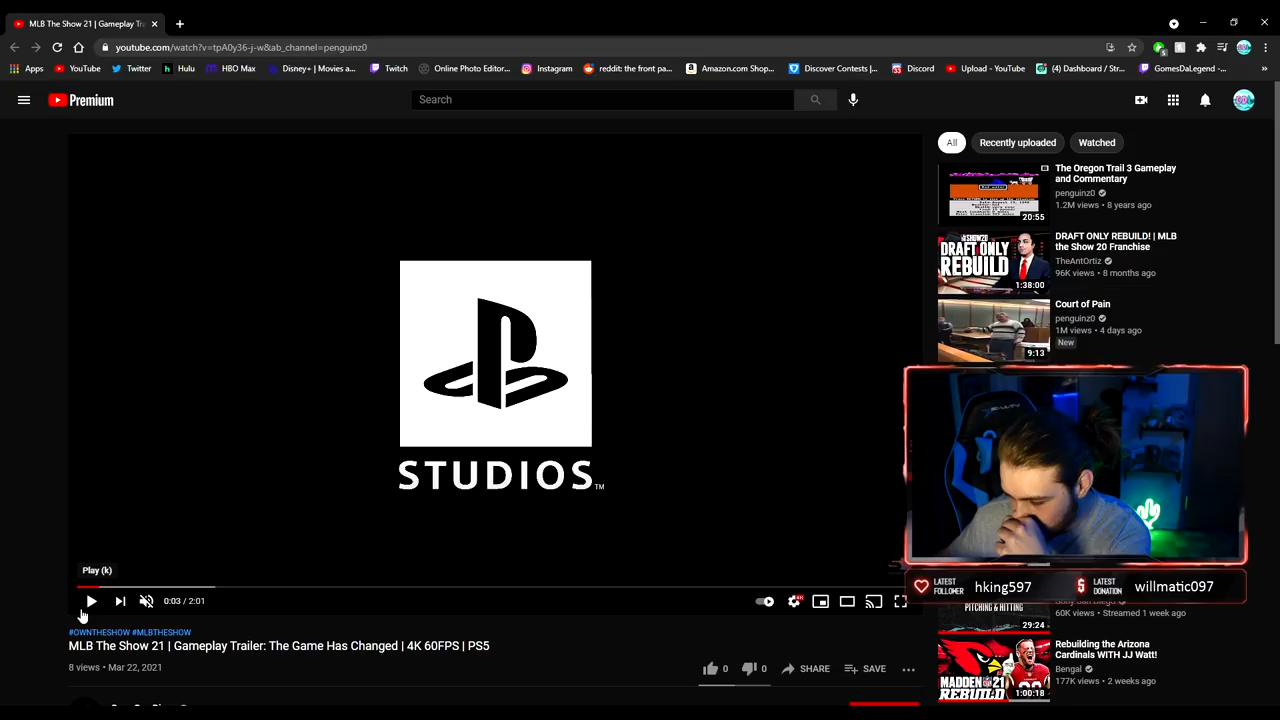 MLB The Show 21 | Gameplay Tra
youtube.com/watch?v=tpA0y36-j-w&ab_channel=penguinz0
Apps YouTube Twitter Hulu HBO Max Disney+ | Movies a... Twitch Online Photo Editor... Instagram reddit: the front pa... Amazon.com Shop... Discover Contests |... Discord Upload - YouTube (4) Dashboard / Str... GomesDaLegend -... »
Premium
Search
All Recently uploaded Watched
The Oregon Trail 3 Gameplay and Commentary
penguinz0
1.2M views • 8 years ago
20:55
DRAFT ONLY REBUILD! | MLB the Show 20 Franchise
TheAntOrtiz
96K views • 8 months ago
DRAFT ONLY
REBUILD
1:38:00
Court of Pain
penguinz0
1M views • 4 days ago
New
9:13
STUDIOS™
Play (k)
0:03 / 2:01
4K
LATEST FOLLOWER hking597
LATEST DONATION willmatic097
PITCHING & HITTING
60K views • Streamed 1 week ago
29:24
#OWNTHESHOW #MLBTHESHOW
MLB The Show 21 | Gameplay Trailer: The Game Has Changed | 4K 60FPS | PS5
8 views • Mar 22, 2021
0 0 SHARE SAVE
Rebuilding the Arizona Cardinals WITH JJ Watt!
Bengal
177K views • 2 weeks ago
MADDEN 21
REBUILD
1:00:18